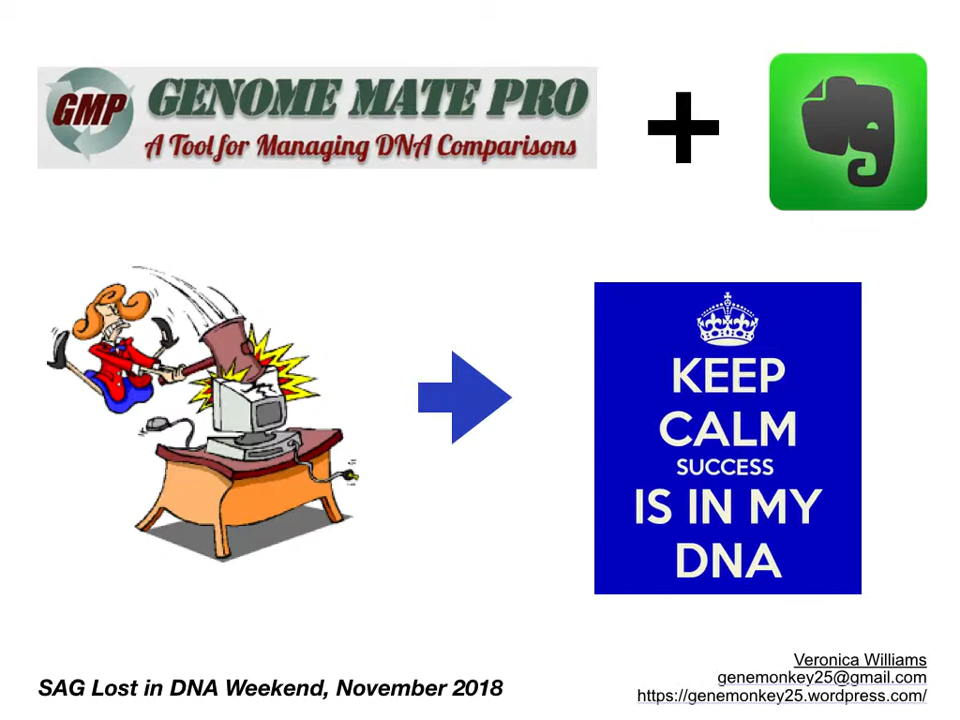 GMP
GENOME MATE PRO
A Tool for Managing DNA Comparisons
+
KEEP
CALM
SUCCESS
IS IN MY
DNA
SAG Lost in DNA Weekend, November 2018
Veronica Williams
genemonkey25@gmail.com
https://genemonkey25.wordpress.com/